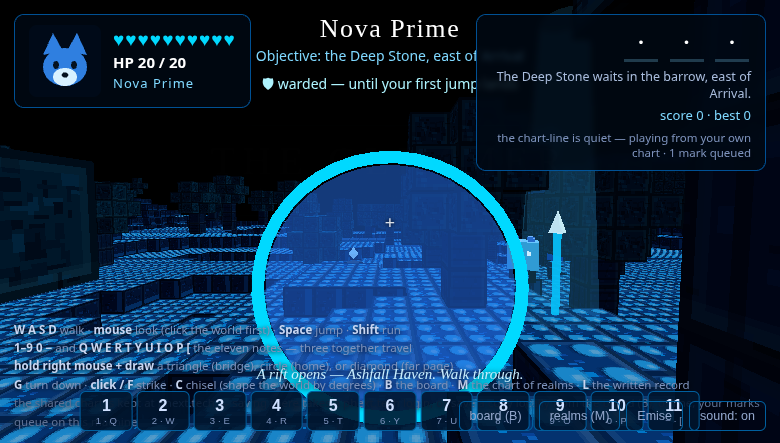 Nova Prime
HP 20 / 20
Nova Prime
Objective: the Deep Stone, east of
warded — until your first jump
The Deep Stone waits in the barrow, east of
Arrival.
score 0 · best 0
the chart-line is quiet — playing from your own
chart · 1 mark queued
W A S D walk · mouse look (click the world first) · Space jump · Shift run
1–9 0 – and Q W E R T Y U I O P [ the eleven notes — three together travel
hold right mouse + draw a triangle (bridge), circle (home), or diamond (far page)
A rift opens — Ashfall Haven. Walk through.
G turn down · click / F strike · C chisel (shape the world by degrees) · B the board · M the chart of realms · L the written record
your marks
queue on
1 2 3 4 5 6 7 8 9 10 11
1 · Q 2 · W 3 · E 4 · R 5 · T 6 · Y 7 · U
board (B) realms (M) Emise sound: on